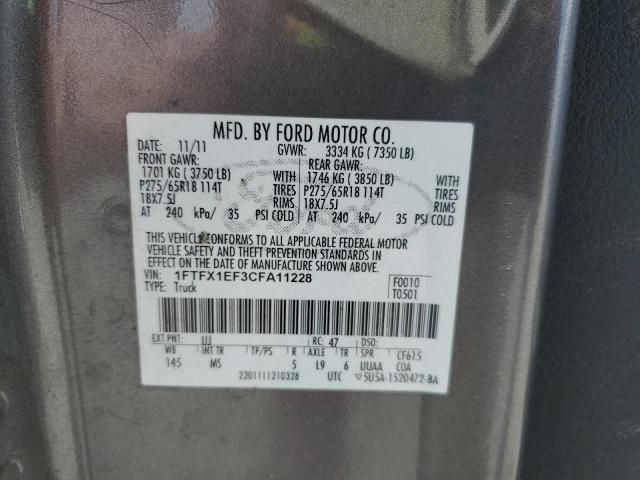 MFD. BY FORD MOTOR CO.
DATE: 11/11 GVWR: 3334 KG ( 7350 LB)
FRONT GAWR: REAR GAWR:
1701 KG ( 3750 LB) WITH 1746 KG ( 3850 LB) WITH
P275/65R18 114T TIRES P275/65R18 114T TIRES
18X7.5J RIMS 18X7.5J RIMS
AT 240 kPa/ 35 PSI COLD AT 240 kPa/ 35 PSI COLD
THIS VEHICLE CONFORMS TO ALL APPLICABLE FEDERAL MOTOR
VEHICLE SAFETY AND THEFT PREVENTION STANDARDS IN
EFFECT ON THE DATE OF MANUFACTURE SHOWN ABOVE.
VIN: 1FTFX1EF3CFA11228 F0010
TYPE: Truck T0501
EXT PNT: UJ RC: 47 DSO:
WB INT TR TP/PS R AXLE TR SPR CF615
145 MS 5 L9 6 UUAA COA
2201111210328 UTC ▽5U5A-1520472-BA
Ford